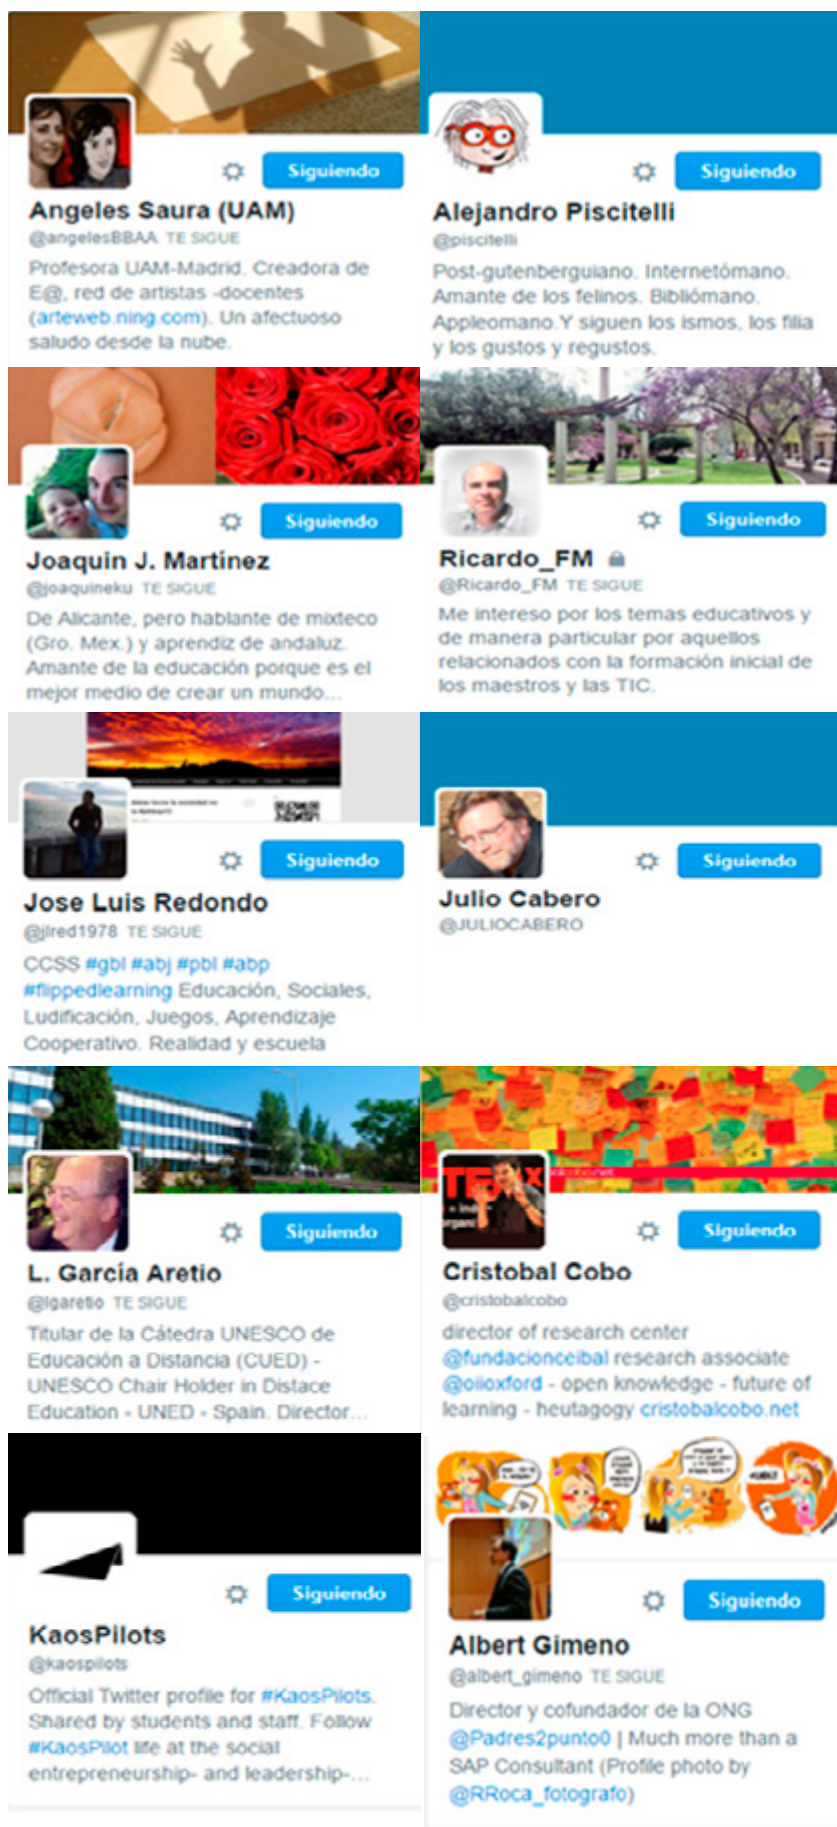 Siguiendo
Angeles Saura (UAM)
@angelesBBAA TE SIGUE
Profesora UAM-Madrid. Creadora de
E@, red de artistas -docentes
(arteweb.ning.com). Un afectuoso
saludo desde la nube.
Siguiendo
Alejandro Piscitelli
@piscitelli
Post-gutenberguiano. Internetómano.
Amante de los felinos. Bibliómano.
Appleomano.Y siguen los ismos, los filia
y los gustos y regustos.
Siguiendo
Joaquin J. Martínez
@joaquineku TE SIGUE
De Alicante, pero hablante de mixteco
(Gro. Mex.) y aprendiz de andaluz.
Amante de la educación porque es el
mejor medio de crear un mundo...
Siguiendo
Ricardo_FM
@Ricardo_FM TE SIGUE
Me intereso por los temas educativos y
de manera particular por aquellos
relacionados con la formación inicial de
los maestros y las TIC.
Siguiendo
Jose Luis Redondo
@jlred1978 TE SIGUE
CCSS #gbl #abj #pbl #abp
#flippedlearning Educación, Sociales,
Ludificación, Juegos, Aprendizaje
Cooperativo. Realidad y escuela
Siguiendo
Julio Cabero
@JULIOCABERO
Siguiendo
L. García Aretio
@lgaretio TE SIGUE
Titular de la Cátedra UNESCO de
Educación a Distancia (CUED) -
UNESCO Chair Holder in Distace
Education - UNED - Spain. Director...
TEDx
Siguiendo
Cristobal Cobo
@cristobalcobo
director of research center
@fundacionceibal research associate
@oiioxford - open knowledge - future of
learning - heutagogy cristobalcobo.net
Siguiendo
KaosPilots
@kaospilots
Official Twitter profile for #KaosPilots.
Shared by students and staff. Follow
#KaosPilot life at the social
entrepreneurship- and leadership-...
Siguiendo
Albert Gimeno
@albert_gimeno TE SIGUE
Director y cofundador de la ONG
@Padres2punto0 | Much more than a
SAP Consultant (Profile photo by
@RRoca_fotografo)